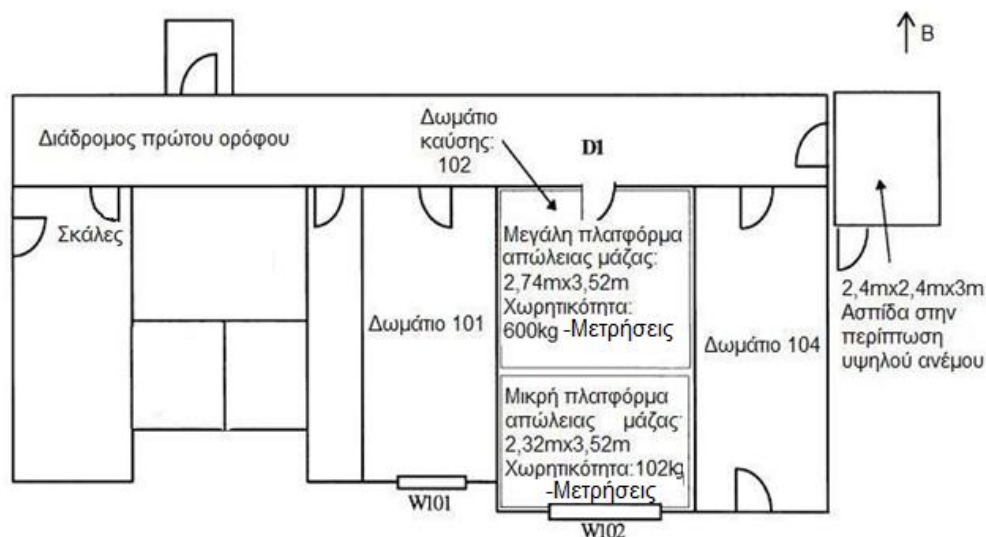 B
Διάδρομος πρώτου ορόφου
Δωμάτιο
καύσης:
102
D1
Σκάλες
Μεγάλη πλατφόρμα
απώλειας μάζας:
2,74mx3,52m
Χωρητικότητα:
600kg -Μετρήσεις
Δωμάτιο 101
Δωμάτιο 104
2,4mx2,4mx3m
Ασπίδα στην
περίπτωση
υψηλού ανέμου
Μικρή πλατφόρμα
απώλειας μάζας:
2,32mx3,52m
Χωρητικότητα:102kg
-Μετρήσεις
W101
W102